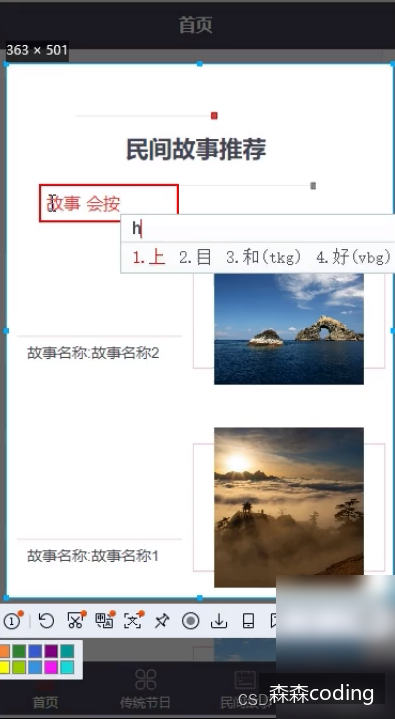 首页
363 × 501
民间故事推荐
故事 会按
h
1.上 2.目 3.和(tkg) 4.好(vbg)
故事名称:故事名称2
故事名称:故事名称1
首页
传统节日
民间故
CSD
森森coding